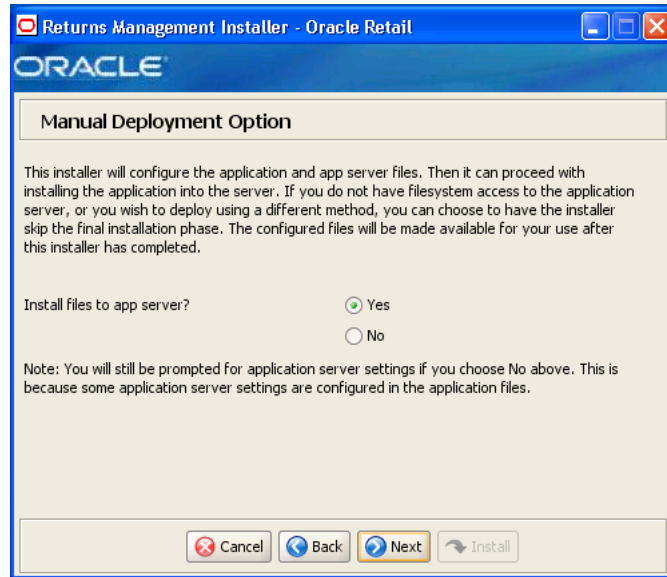 Returns Management Installer - Oracle Retail
ORACLE
Manual Deployment Option
This installer will configure the application and app server files. Then it can proceed with
installing the application into the server. If you do not have filesystem access to the application
server, or you wish to deploy using a different method, you can choose to have the installer
skip the final installation phase. The configured files will be made available for your use after
this installer has completed.
Install files to app server?
Yes
No
Note: You will still be prompted for application server settings if you choose No above. This is
because some application server settings are configured in the application files.
Cancel
Back
Next
Install